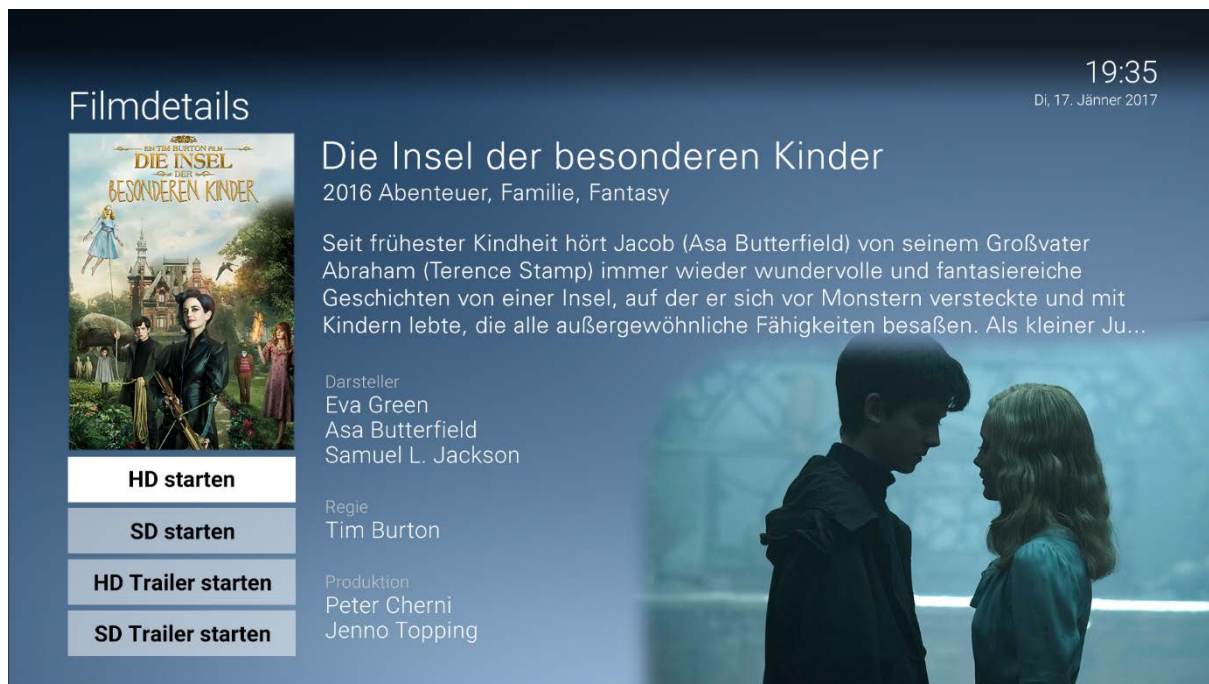 19:35
Di, 17. Jänner 2017
Filmdetails
EIN TIM BURTON FILM
DIE INSEL
DER
BESONDEREN KINDER
Die Insel der besonderen Kinder
2016 Abenteuer, Familie, Fantasy
Seit frühester Kindheit hört Jacob (Asa Butterfield) von seinem Großvater
Abraham (Terence Stamp) immer wieder wundervolle und fantasiereiche
Geschichten von einer Insel, auf der er sich vor Monstern versteckte und mit
Kindern lebte, die alle außergewöhnliche Fähigkeiten besaßen. Als kleiner Ju...
Darsteller
Eva Green
Asa Butterfield
Samuel L. Jackson
Regie
Tim Burton
Produktion
Peter Cherni
Jenno Topping
HD starten
SD starten
HD Trailer starten
SD Trailer starten